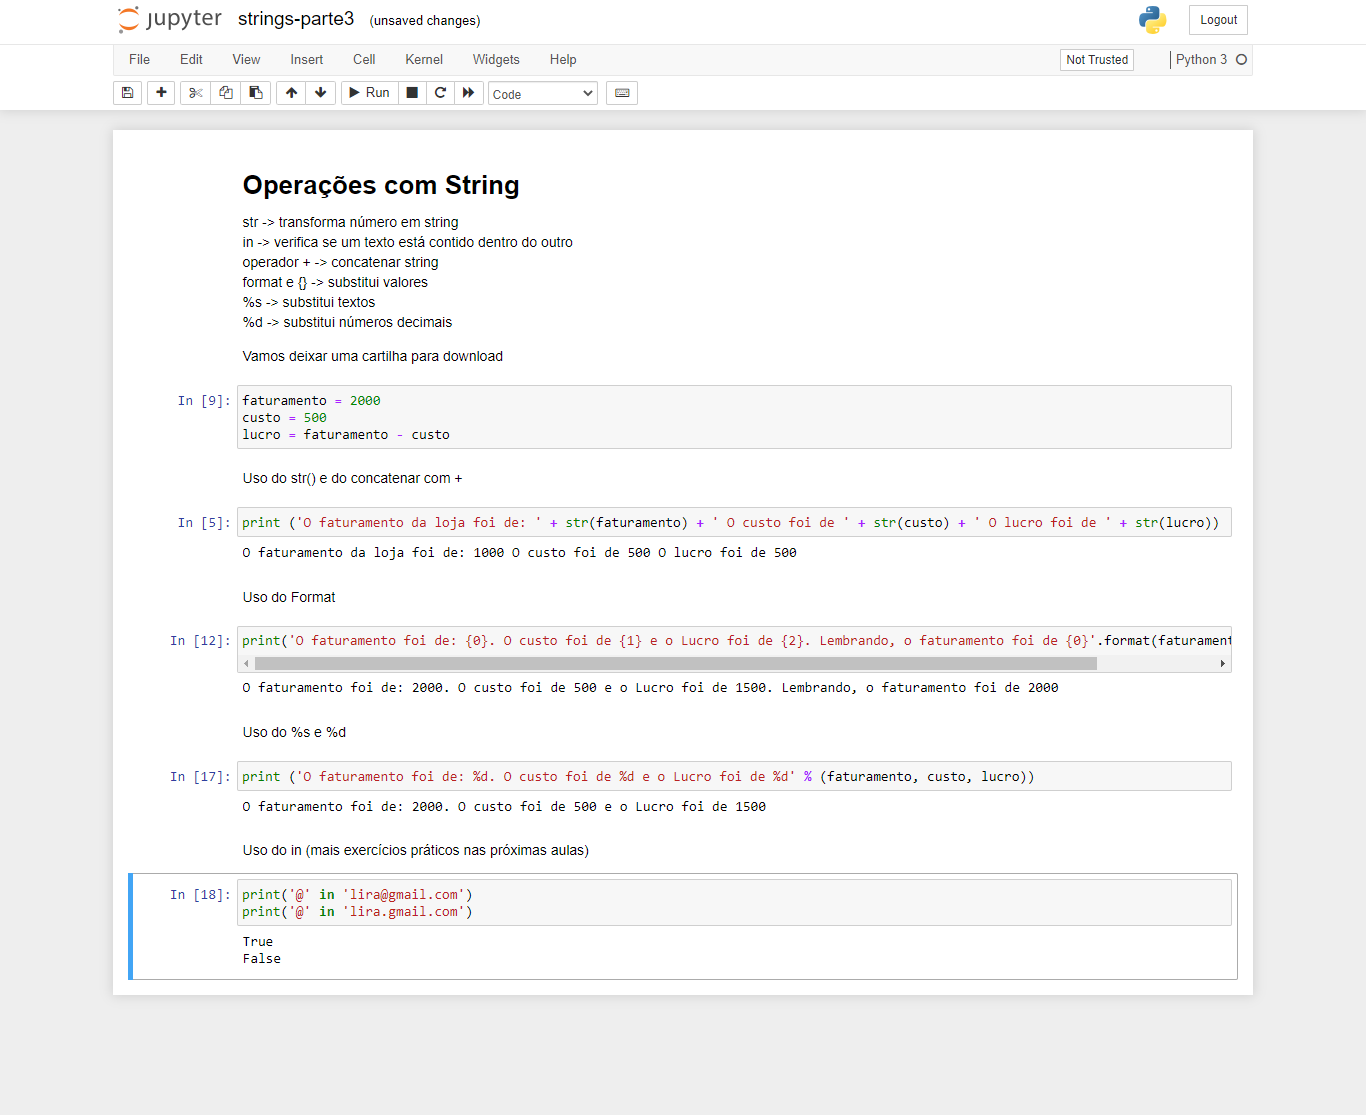 jupyter strings-parte3 (unsaved changes) Logout
File Edit View Insert Cell Kernel Widgets Help Not Trusted Python 3
Run Code
Operações com String
str -> transforma número em string
in -> verifica se um texto está contido dentro do outro
operador + -> concatenar string
format e {} -> substitui valores
%s -> substitui textos
%d -> substitui números decimais
Vamos deixar uma cartilha para download
In [9]: faturamento = 2000
custo = 500
lucro = faturamento - custo
Uso do str() e do concatenar com +
In [5]: print ('O faturamento da loja foi de: ' + str(faturamento) + ' O custo foi de ' + str(custo) + ' O lucro foi de ' + str(lucro))
O faturamento da loja foi de: 1000 O custo foi de 500 O lucro foi de 500
Uso do Format
In [12]: print('O faturamento foi de: {0}. O custo foi de {1} e o Lucro foi de {2}. Lembrando, o faturamento foi de {0}'.format(faturament
O faturamento foi de: 2000. O custo foi de 500 e o Lucro foi de 1500. Lembrando, o faturamento foi de 2000
Uso do %s e %d
In [17]: print ('O faturamento foi de: %d. O custo foi de %d e o Lucro foi de %d' % (faturamento, custo, lucro))
O faturamento foi de: 2000. O custo foi de 500 e o Lucro foi de 1500
Uso do in (mais exercícios práticos nas próximas aulas)
In [18]: print('@' in 'lira@gmail.com')
print('@' in 'lira.gmail.com')
True
False